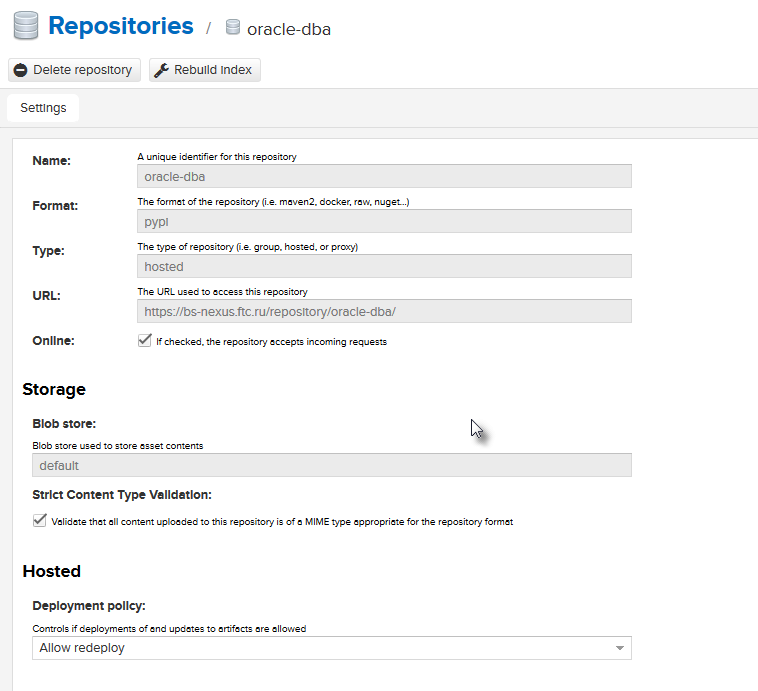 Repositories / oracle-dba
Delete repository Rebuild index
Settings
Name: A unique identifier for this repository
oracle-dba
Format: The format of the repository (i.e. maven2, docker, raw, nuget...)
pypi
Type: The type of repository (i.e. group, hosted, or proxy)
hosted
URL: The URL used to access this repository
https://bs-nexus.ftc.ru/repository/oracle-dba/
Online: If checked, the repository accepts incoming requests
Storage
Blob store:
Blob store used to store asset contents
default
Strict Content Type Validation:
Validate that all content uploaded to this repository is of a MIME type appropriate for the repository format
Hosted
Deployment policy:
Controls if deployments of and updates to artifacts are allowed
Allow redeploy